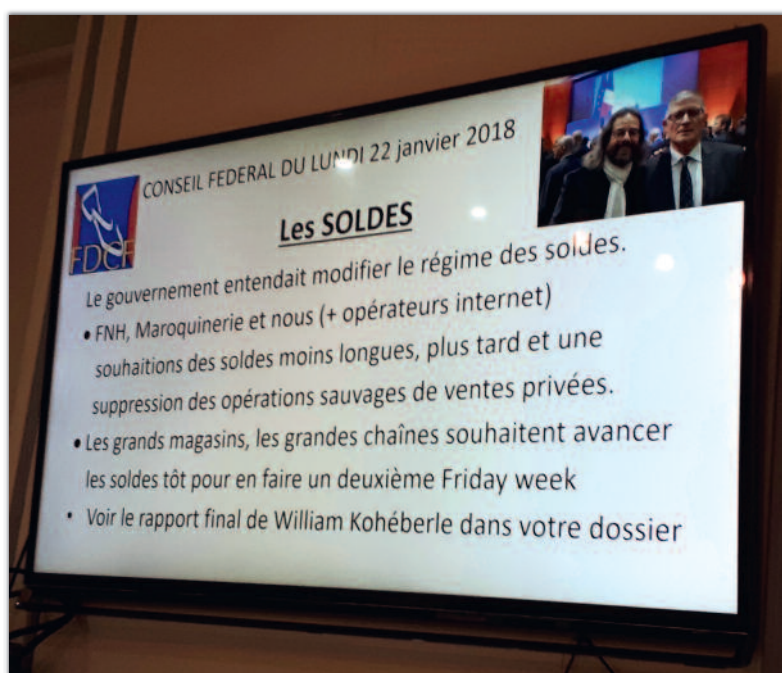 CONSEIL FEDERAL DU LUNDI 22 janvier 2018
FDCF
Les SOLDES
Le gouvernement entendait modifier le régime des soldes.
• FNH, Maroquinerie et nous (+ opérateurs internet)
souhaitions des soldes moins longues, plus tard et une
suppression des opérations sauvages de ventes privées.
• Les grands magasins, les grandes chaînes souhaitent avancer
les soldes tôt pour en faire un deuxième Friday week
• Voir le rapport final de William Kohéberle dans votre dossier